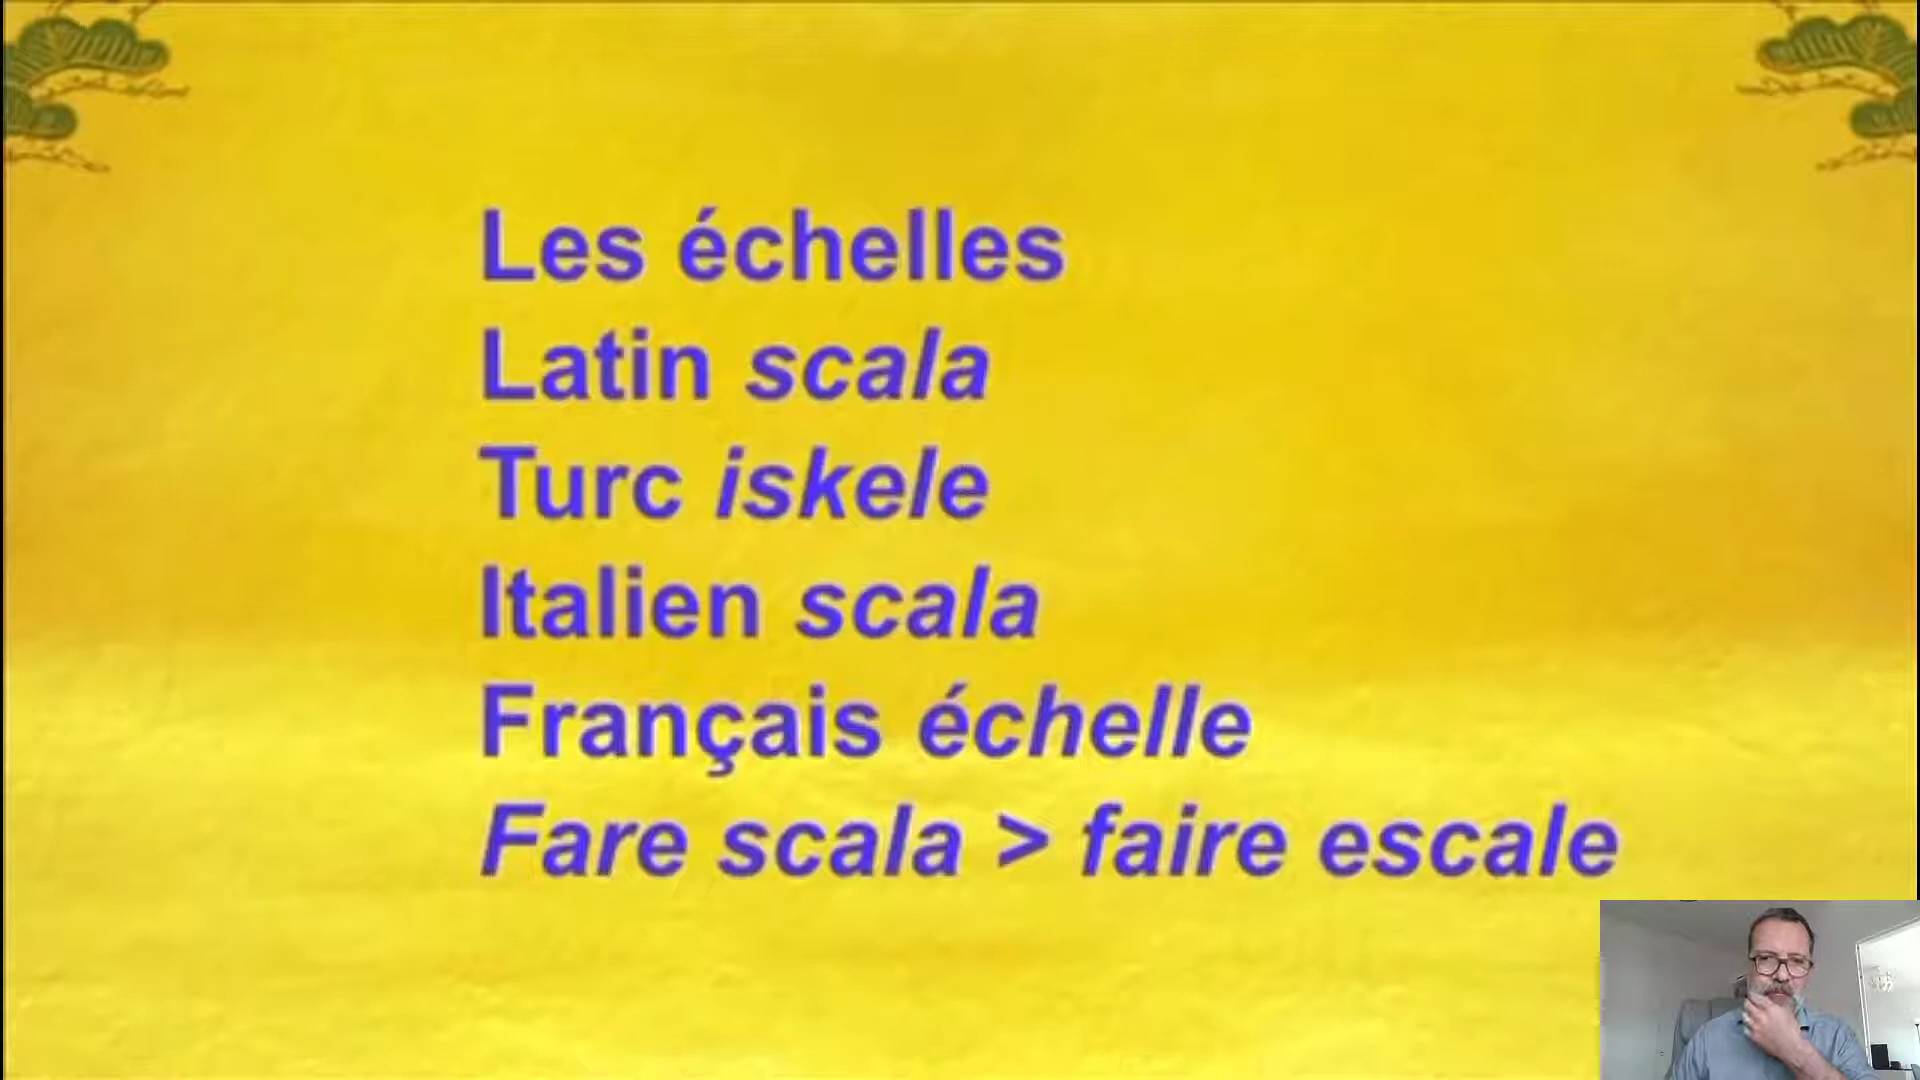 Les échelles
Latin scala
Turc iskele
Italien scala
Français échelle
Fare scala > faire escale